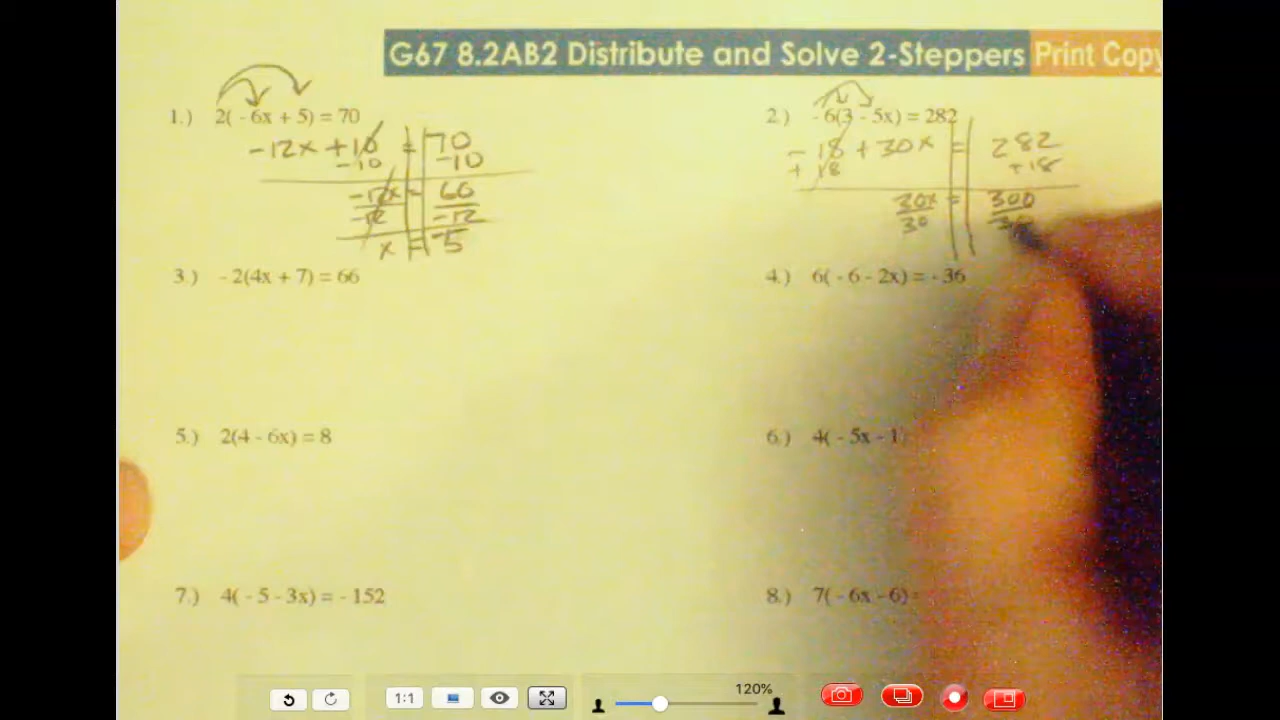 G67 8.2AB2 Distribute and Solve 2-Steppers Print Copy
1.) 2( - 6x + 5) = 70
-12x +10 = 70
-10 -10
-12x = 60
-12 -12
x = -5
2.) - 6(3 - 5x) = 282
-18 + 30x = 282
+ 18 +18
30x = 300
30 30
3.) - 2(4x + 7) = 66
4.) 6( - 6 - 2x) = - 36
5.) 2(4 - 6x) = 8
6.) 4( - 5x - 1
7.) 4( - 5 - 3x) = - 152
8.) 7( - 6x - 6) =
1:1
120%